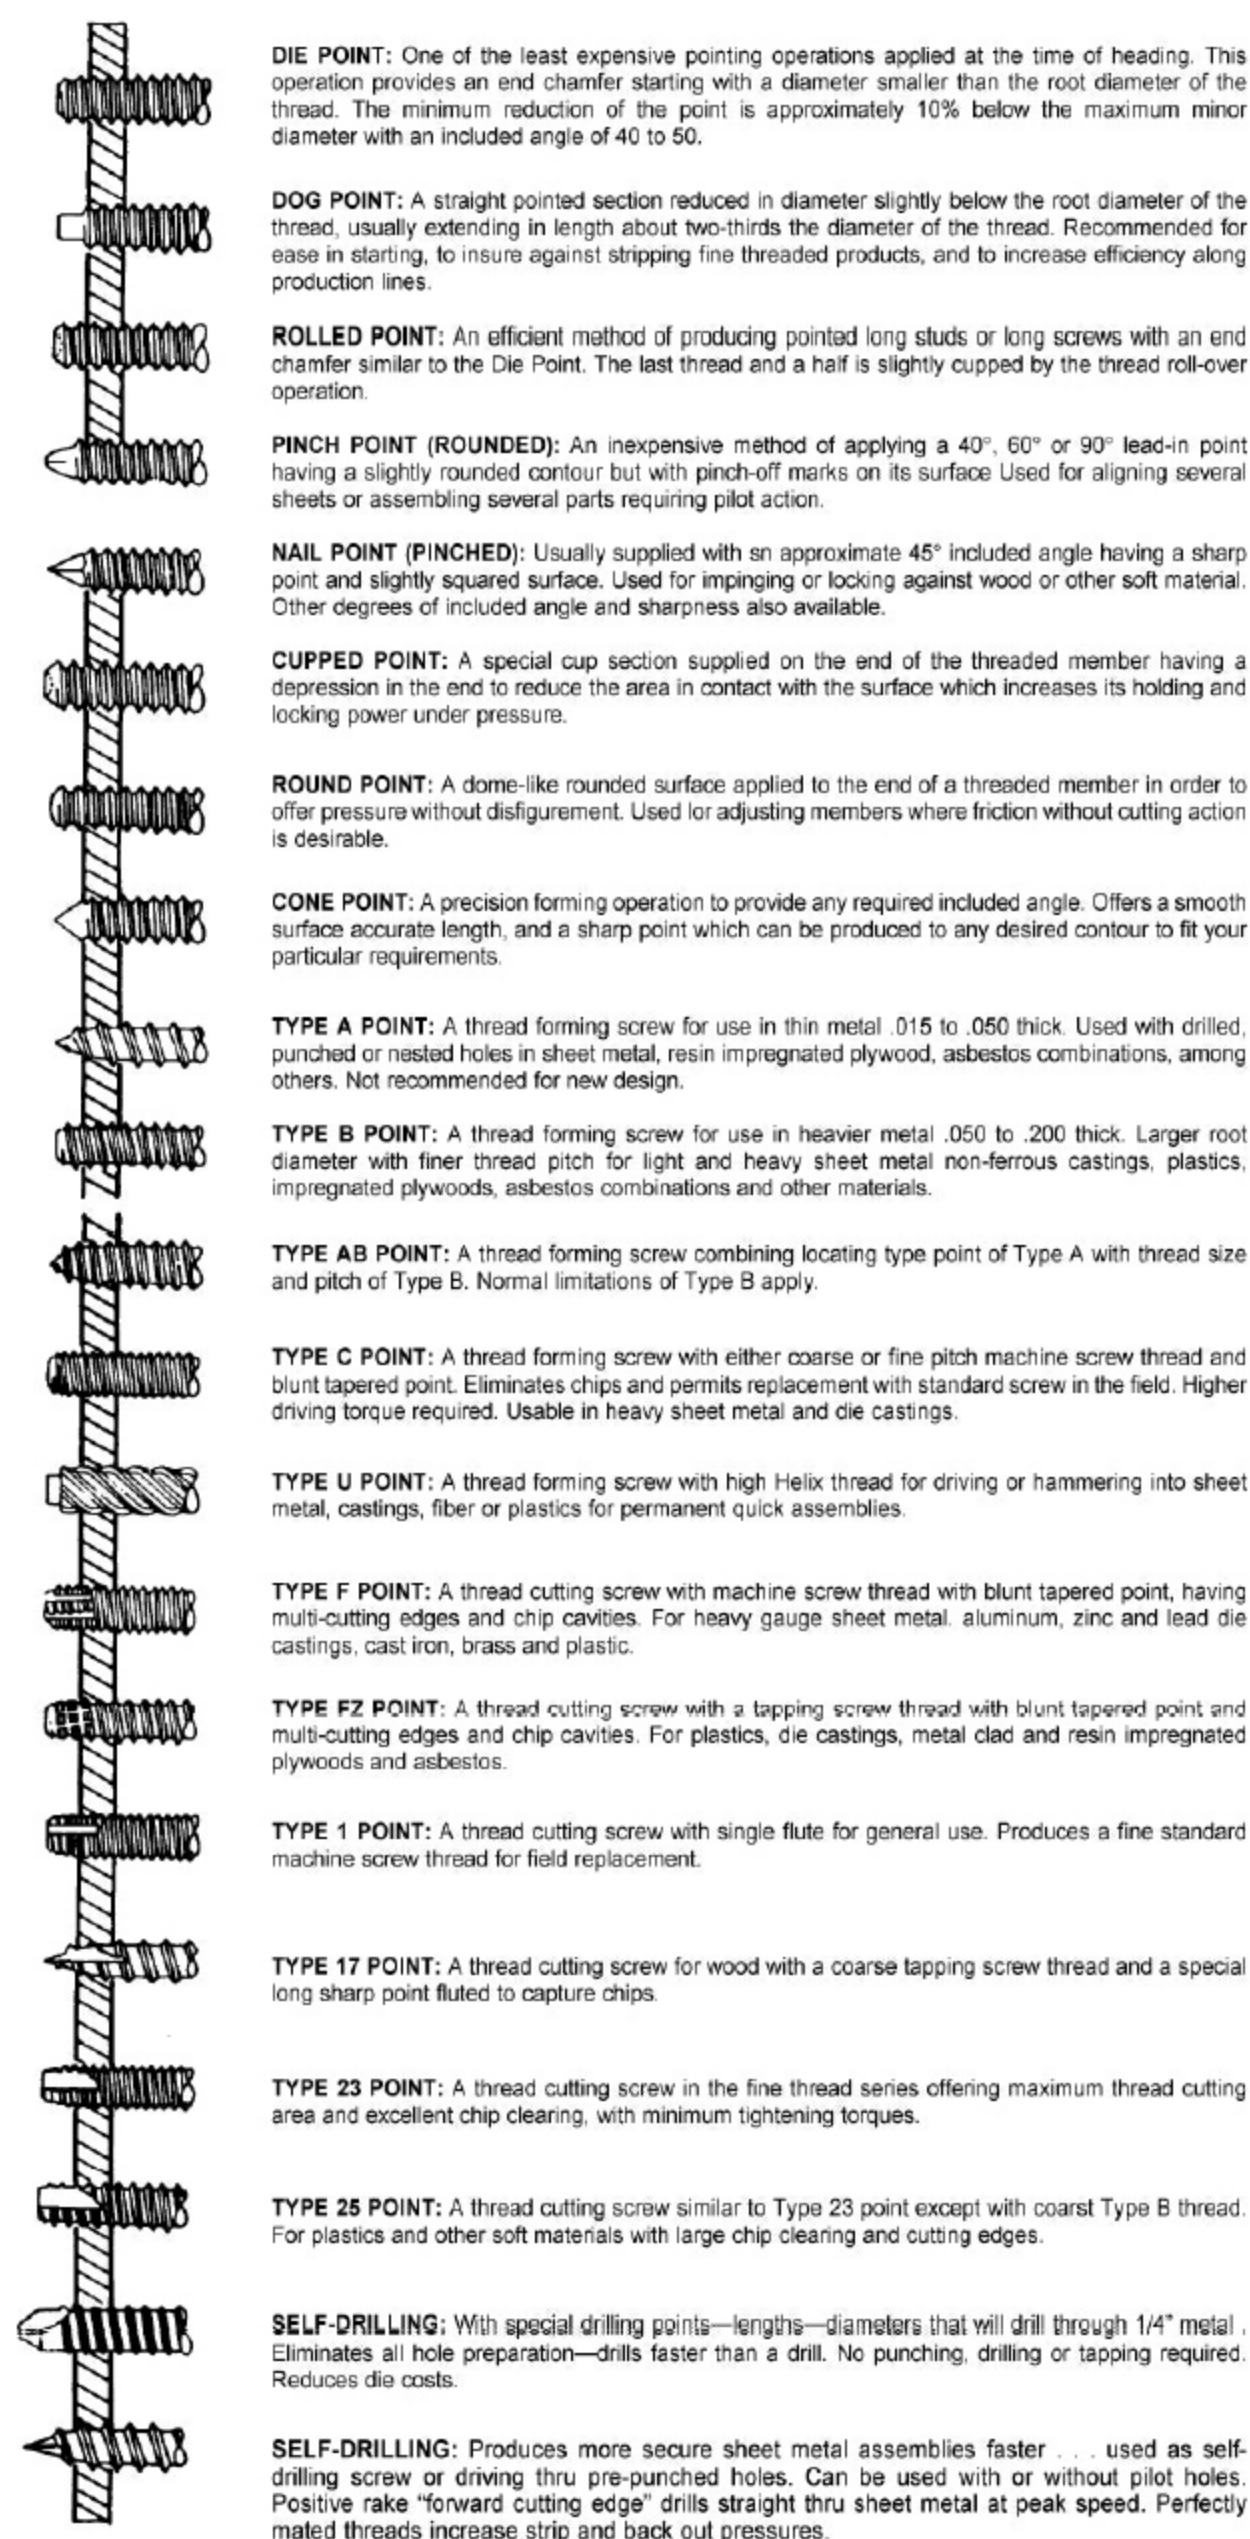 DIE POINT: One of the least expensive pointing operations applied at the time of heading. This
operation provides an end chamfer starting with a diameter smaller than the root diameter of the
thread. The minimum reduction of the point is approximately 10% below the maximum minor
diameter with an included angle of 40 to 50.
DOG POINT: A straight pointed section reduced in diameter slightly below the root diameter of the
thread, usually extending in length about two-thirds the diameter of the thread. Recommended for
ease in starting, to insure against stripping fine threaded products, and to increase efficiency along
production lines.
ROLLED POINT: An efficient method of producing pointed long studs or long screws with an end
chamfer similar to the Die Point. The last thread and a half is slightly cupped by the thread roll-over
operation.
PINCH POINT (ROUNDED): An inexpensive method of applying a 40°, 60° or 90° lead-in point
having a slightly rounded contour but with pinch-off marks on its surface Used for aligning several
sheets or assembling several parts requiring pilot action.
NAIL POINT (PINCHED): Usually supplied with sn approximate 45° included angle having a sharp
point and slightly squared surface. Used for impinging or locking against wood or other soft material.
Other degrees of included angle and sharpness also available.
CUPPED POINT: A special cup section supplied on the end of the threaded member having a
depression in the end to reduce the area in contact with the surface which increases its holding and
locking power under pressure.
ROUND POINT: A dome-like rounded surface applied to the end of a threaded member in order to
offer pressure without disfigurement. Used lor adjusting members where friction without cutting action
is desirable.
CONE POINT: A precision forming operation to provide any required included angle. Offers a smooth
surface accurate length, and a sharp point which can be produced to any desired contour to fit your
particular requirements.
TYPE A POINT: A thread forming screw for use in thin metal .015 to .050 thick. Used with drilled,
punched or nested holes in sheet metal, resin impregnated plywood, asbestos combinations, among
others. Not recommended for new design.
TYPE B POINT: A thread forming screw for use in heavier metal .050 to .200 thick. Larger root
diameter with finer thread pitch for light and heavy sheet metal non-ferrous castings, plastics,
impregnated plywoods, asbestos combinations and other materials.
TYPE AB POINT: A thread forming screw combining locating type point of Type A with thread size
and pitch of Type B. Normal limitations of Type B apply.
TYPE C POINT: A thread forming screw with either coarse or fine pitch machine screw thread and
blunt tapered point. Eliminates chips and permits replacement with standard screw in the field. Higher
driving torque required. Usable in heavy sheet metal and die castings.
TYPE U POINT: A thread forming screw with high Helix thread for driving or hammering into sheet
metal, castings, fiber or plastics for permanent quick assemblies.
TYPE F POINT: A thread cutting screw with machine screw thread with blunt tapered point, having
multi-cutting edges and chip cavities. For heavy gauge sheet metal. aluminum, zinc and lead die
castings, cast iron, brass and plastic.
TYPE FZ POINT: A thread cutting screw with a tapping screw thread with blunt tapered point and
multi-cutting edges and chip cavities. For plastics, die castings, metal clad and resin impregnated
plywoods and asbestos.
TYPE 1 POINT: A thread cutting screw with single flute for general use. Produces a fine standard
machine screw thread for field replacement.
TYPE 17 POINT: A thread cutting screw for wood with a coarse tapping screw thread and a special
long sharp point fluted to capture chips.
TYPE 23 POINT: A thread cutting screw in the fine thread series offering maximum thread cutting
area and excellent chip clearing, with minimum tightening torques.
TYPE 25 POINT: A thread cutting screw similar to Type 23 point except with coarst Type B thread.
For plastics and other soft materials with large chip clearing and cutting edges.
SELF-DRILLING: With special drilling points—lengths—diameters that will drill through 1/4" metal .
Eliminates all hole preparation—drills faster than a drill. No punching, drilling or tapping required.
Reduces die costs.
SELF-DRILLING: Produces more secure sheet metal assemblies faster . . . used as self-
drilling screw or driving thru pre-punched holes. Can be used with or without pilot holes.
Positive rake "forward cutting edge" drills straight thru sheet metal at peak speed. Perfectly
mated threads increase strip and back out pressures.